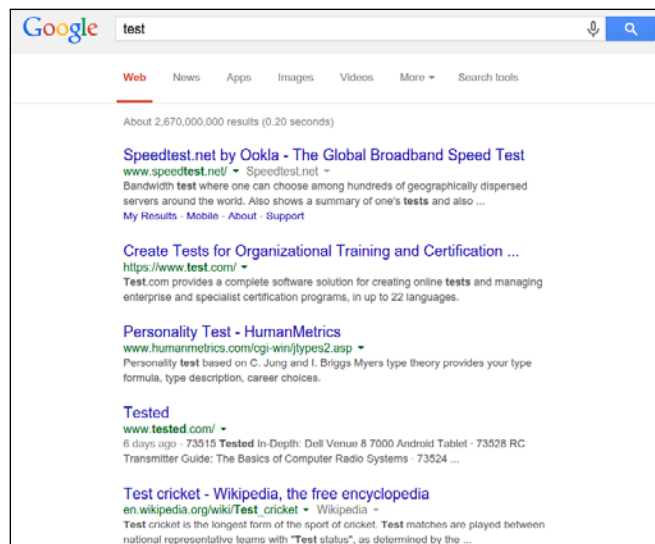 Google test
Web News Apps Images Videos More Search tools
About 2,670,000,000 results (0.20 seconds)
Speedtest.net by Ookla - The Global Broadband Speed Test
www.speedtest.net/ Speedtest.net
Bandwidth test where one can choose among hundreds of geographically dispersed
servers around the world. Also shows a summary of one's tests and also ...
My Results - Mobile - About - Support
Create Tests for Organizational Training and Certification ...
https://www.test.com/
Test.com provides a complete software solution for creating online tests and managing
enterprise and specialist certification programs, in up to 22 languages.
Personality Test - HumanMetrics
www.humanmetrics.com/cgi-win/jtypes2.asp
Personality test based on C. Jung and I. Briggs Myers type theory provides your type
formula, type description, career choices.
Tested
www.tested.com/
6 days ago - 73515 Tested In-Depth: Dell Venue 8 7000 Android Tablet · 73528 RC
Transmitter Guide: The Basics of Computer Radio Systems · 73524 ...
Test cricket - Wikipedia, the free encyclopedia
en.wikipedia.org/wiki/Test_cricket Wikipedia
Test cricket is the longest form of the sport of cricket. Test matches are played between
national representative teams with "Test status", as determined by the ...